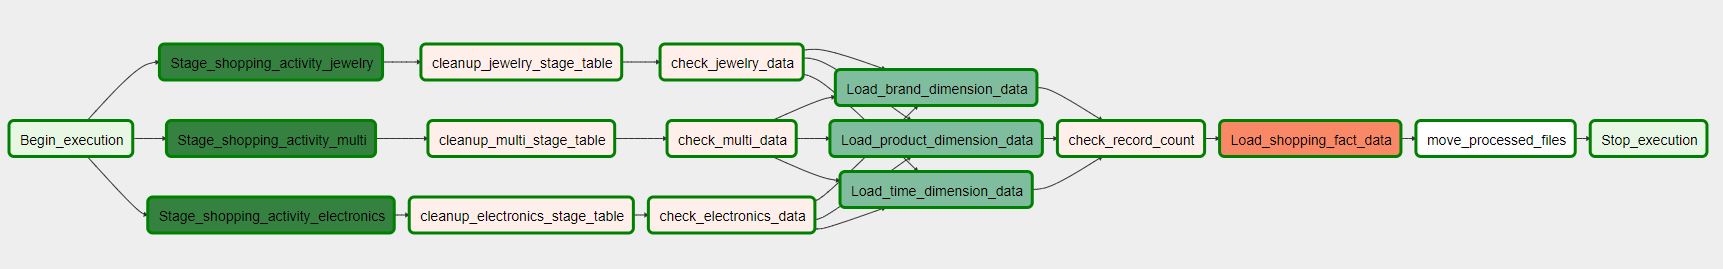 Begin_execution
Stage_shopping_activity_jewelry
cleanup_jewelry_stage_table
check_jewelry_data
Stage_shopping_activity_multi
cleanup_multi_stage_table
check_multi_data
Stage_shopping_activity_electronics
cleanup_electronics_stage_table
check_electronics_data
Load_brand_dimension_data
Load_product_dimension_data
Load_time_dimension_data
check_record_count
Load_shopping_fact_data
move_processed_files
Stop_execution